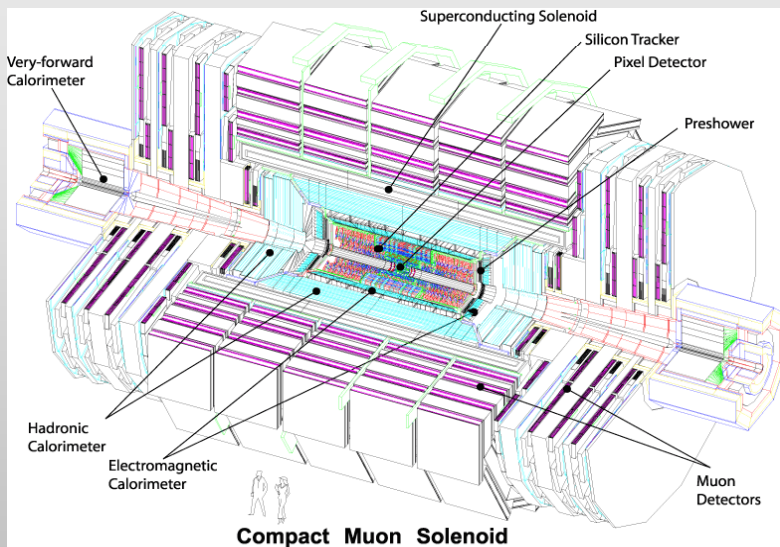 Superconducting Solenoid
Silicon Tracker
Pixel Detector
Very-forward
Calorimeter
Preshower
Hadronic
Calorimeter
Electromagnetic
Calorimeter
Muon
Detectors
Compact Muon Solenoid